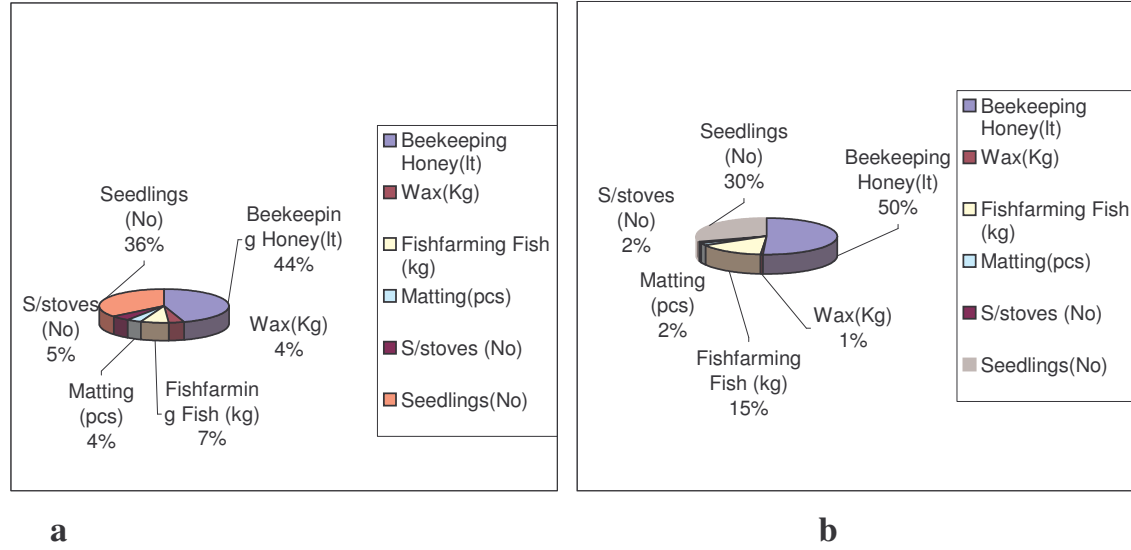 Seedlings
(No)
36%
Beekeepin
g Honey(lt)
44%
S/stoves
(No)
5%
Wax(Kg)
4%
Matting
(pcs)
4%
Fishfarmin
g Fish (kg)
7%
Beekeeping
Honey(lt)
Wax(Kg)
Fishfarming Fish
(kg)
Matting(pcs)
S/stoves (No)
Seedlings(No)
a
Seedlings
(No)
30%
Beekeeping
Honey(lt)
50%
S/stoves
(No)
2%
Matting
(pcs)
2%
Wax(Kg)
1%
Fishfarming
Fish (kg)
15%
Beekeeping
Honey(lt)
Wax(Kg)
Fishfarming Fish
(kg)
Matting(pcs)
S/stoves (No)
Seedlings(No)
b